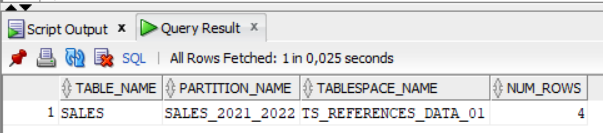 Script Output x Query Result x
SQL | All Rows Fetched: 1 in 0,025 seconds
TABLE_NAME PARTITION_NAME TABLESPACE_NAME NUM_ROWS
1 SALES SALES_2021_2022 TS_REFERENCES_DATA_01 4